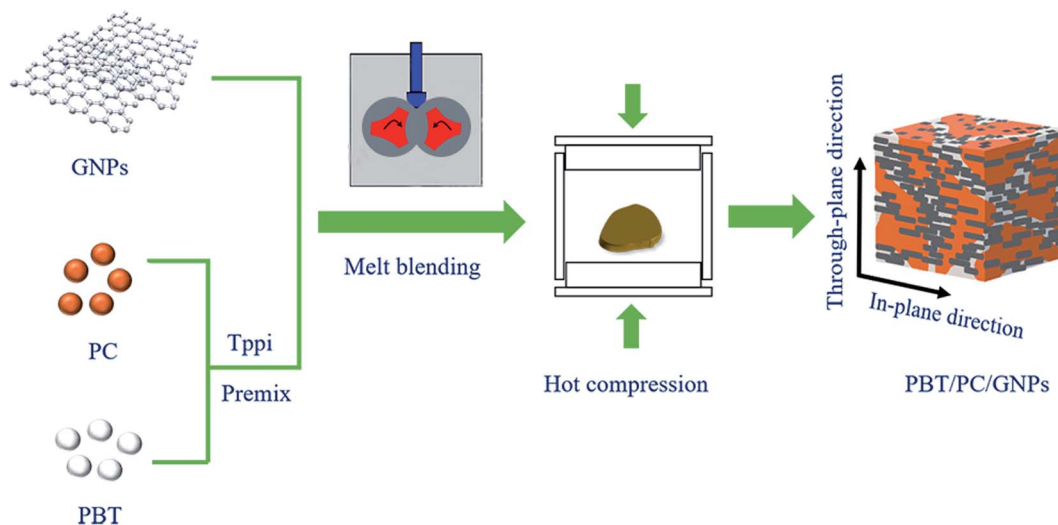 GNPs
PC
PBT
Tppi
Premix
Melt blending
Hot compression
Through-plane direction
In-plane direction
PBT/PC/GNPs